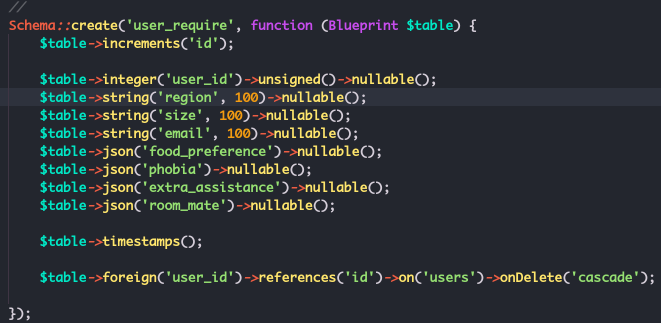 //
Schema::create('user_require', function (Blueprint $table) {
$table->increments('id');
$table->integer('user_id')->unsigned()->nullable();
$table->string('region', 100)->nullable();
$table->string('size', 100)->nullable();
$table->string('email', 100)->nullable();
$table->json('food_preference')->nullable();
$table->json('phobia')->nullable();
$table->json('extra_assistance')->nullable();
$table->json('room_mate')->nullable();
$table->timestamps();
$table->foreign('user_id')->references('id')->on('users')->onDelete('cascade');
});